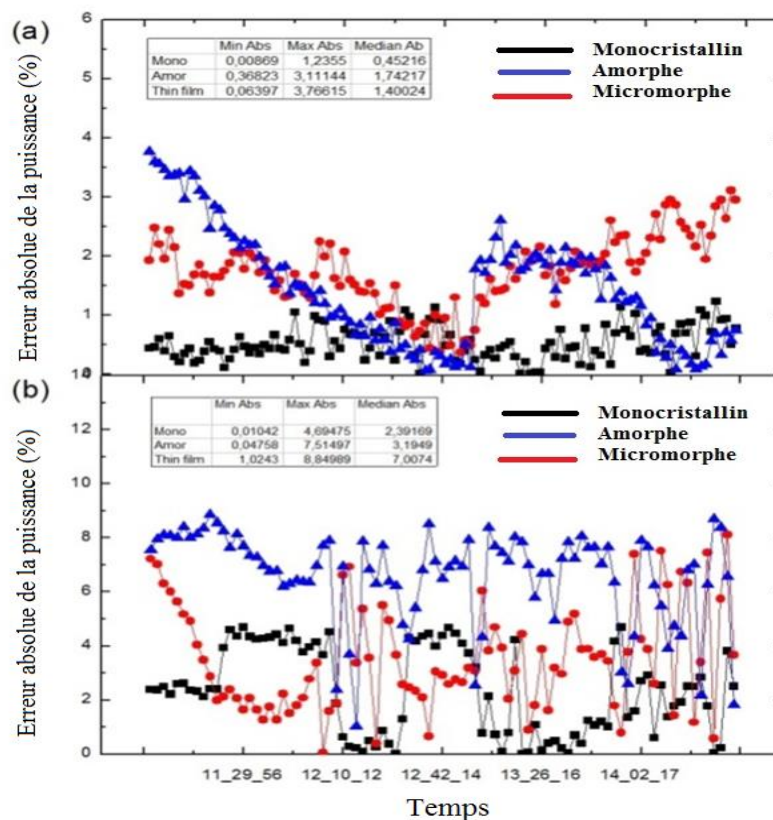 (a)
6
5
4
3
2
1
0
Erreur absolue de la puissance (%)
Min Abs Max Abs Median Ab
Mono 0,00869 1,2355 0,45216
Amor 0,36823 3,11144 1,74217
Thin film 0,06397 3,76615 1,40024
Monocristallin
Amorphe
Micromorphe
(b)
12
10
8
6
4
2
0
Erreur absolue de la puissance (%)
Min Abs Max Abs Median Abs
Mono 0,01042 4,69475 2,39169
Amor 0,04758 7,51497 3,1949
Thin film 1,0243 8,84989 7,0074
Monocristallin
Amorphe
Micromorphe
11_29_56 12_10_12 12_42_14 13_26_16 14_02_17
Temps